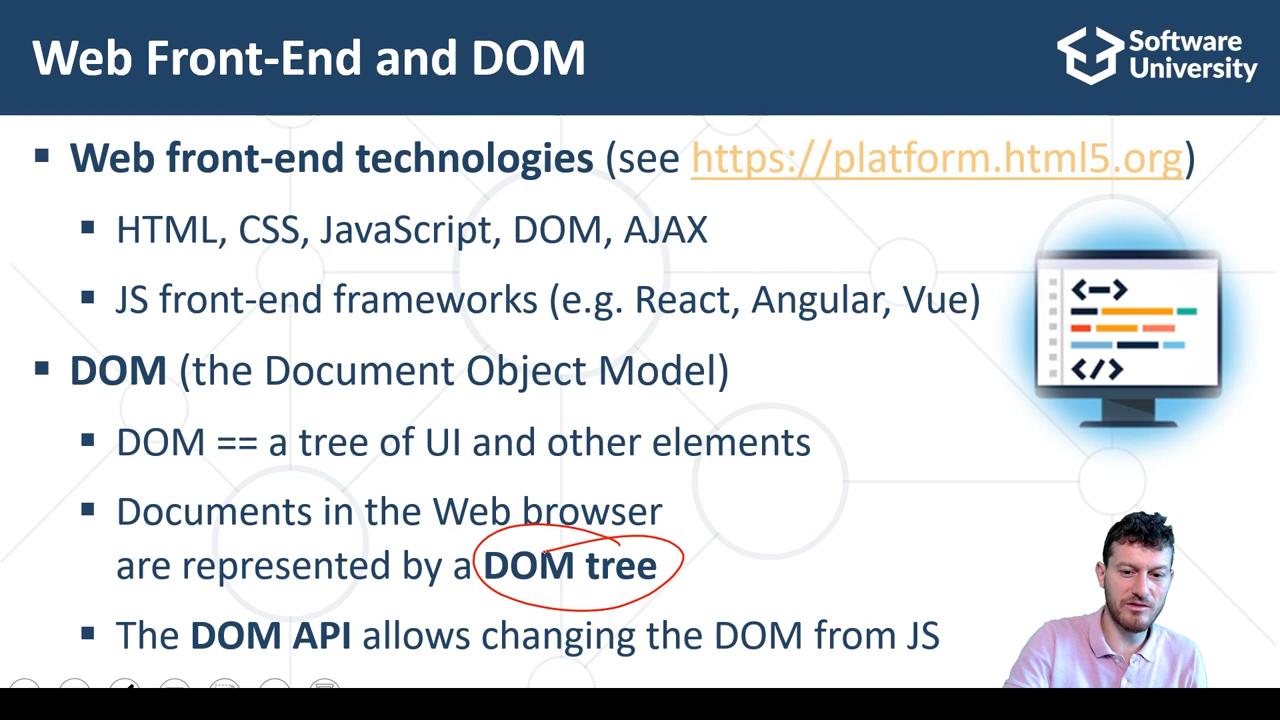 Web Front-End and DOM
Software
University
▪ Web front-end technologies (see https://platform.html5.org)
▪ HTML, CSS, JavaScript, DOM, AJAX
▪ JS front-end frameworks (e.g. React, Angular, Vue)
▪ DOM (the Document Object Model)
▪ DOM == a tree of UI and other elements
▪ Documents in the Web browser
are represented by a DOM tree
▪ The DOM API allows changing the DOM from JS